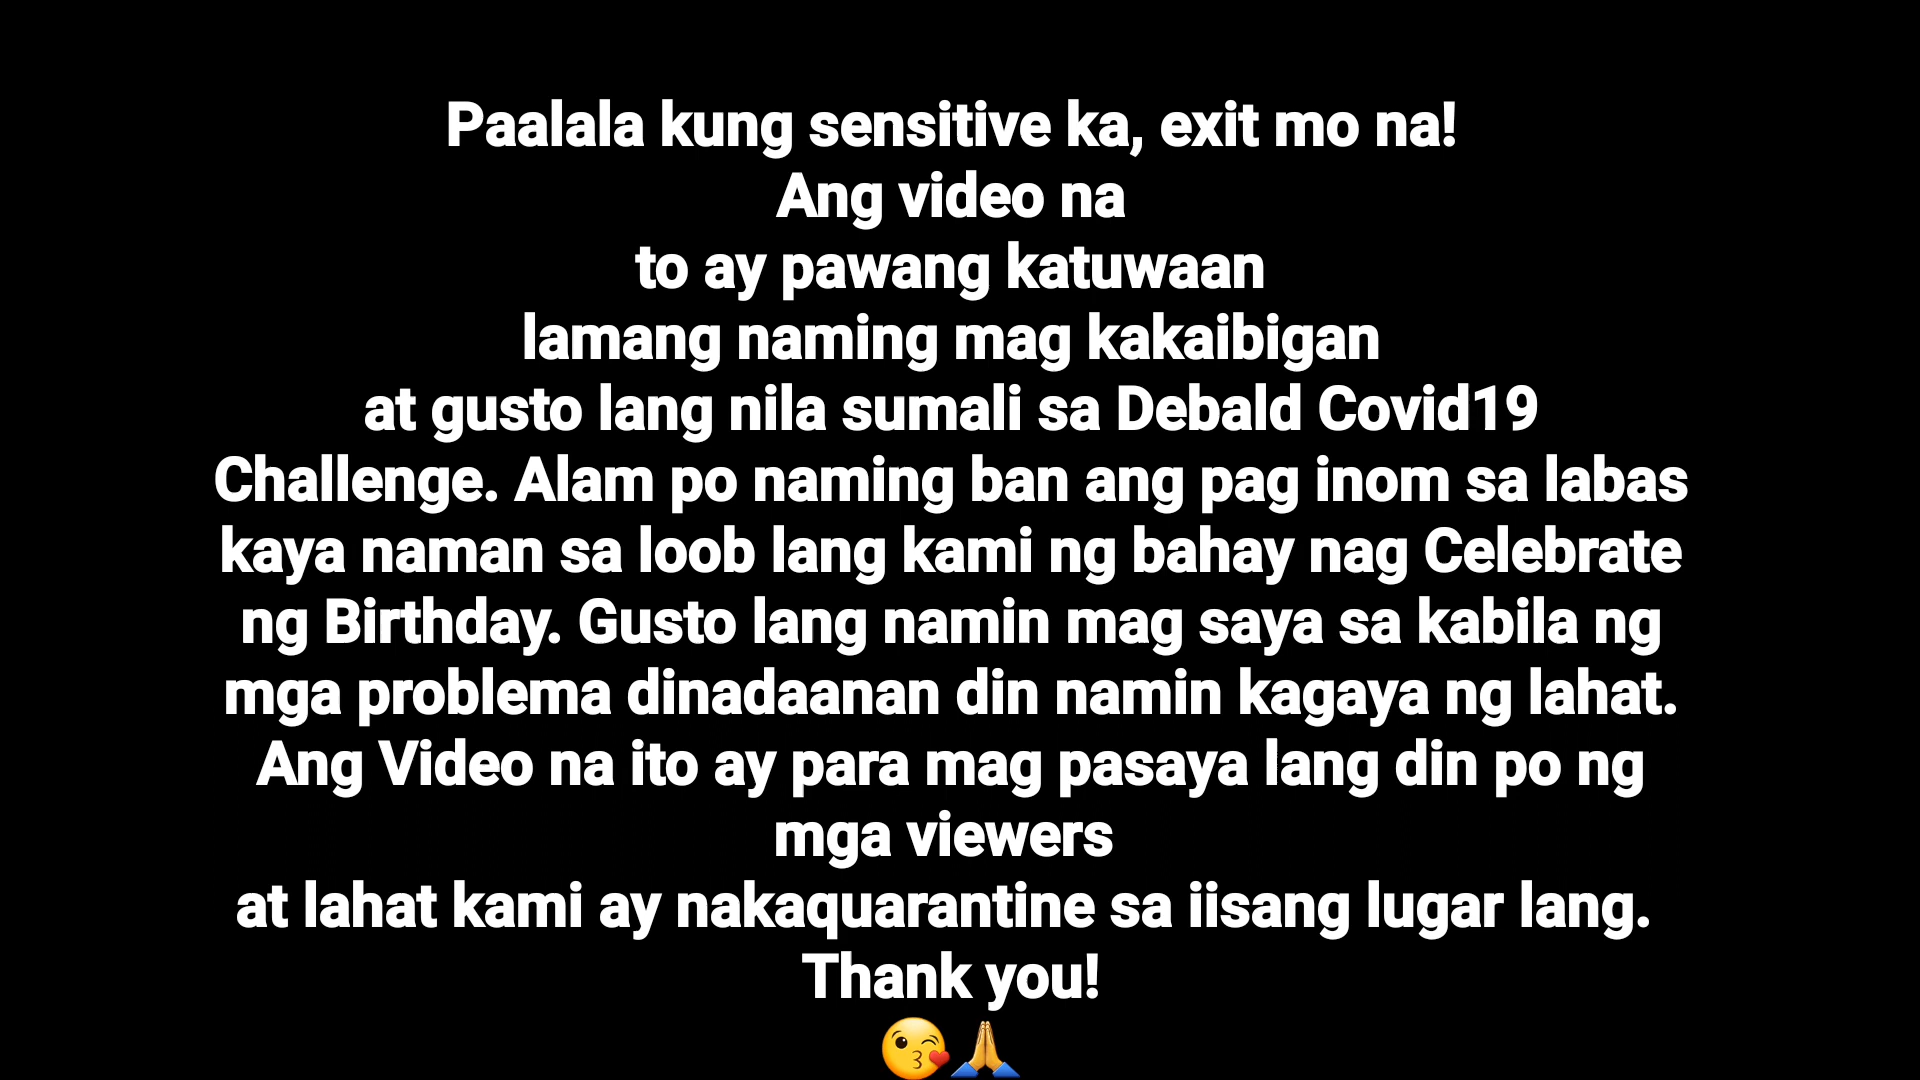 Paalala kung sensitive ka, exit mo na!
Ang video na
to ay pawang katuwaan
lamang naming mag kakaibigan
at gusto lang nila sumali sa Debald Covid19
Challenge. Alam po naming ban ang pag inom sa labas
kaya naman sa loob lang kami ng bahay nag Celebrate
ng Birthday. Gusto lang namin mag saya sa kabila ng
mga problema dinadaanan din namin kagaya ng lahat.
Ang Video na ito ay para mag pasaya lang din po ng
mga viewers
at lahat kami ay nakaquarantine sa iisang lugar lang.
Thank you!
😘🙏